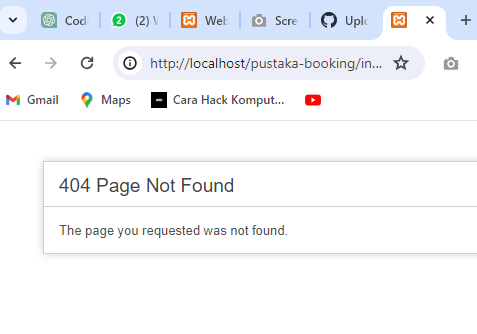 Code
(2) W
Web
Scre
Uplo
http://localhost/pustaka-booking/in...
Gmail
Maps
Cara Hack Komput...
404 Page Not Found
The page you requested was not found.